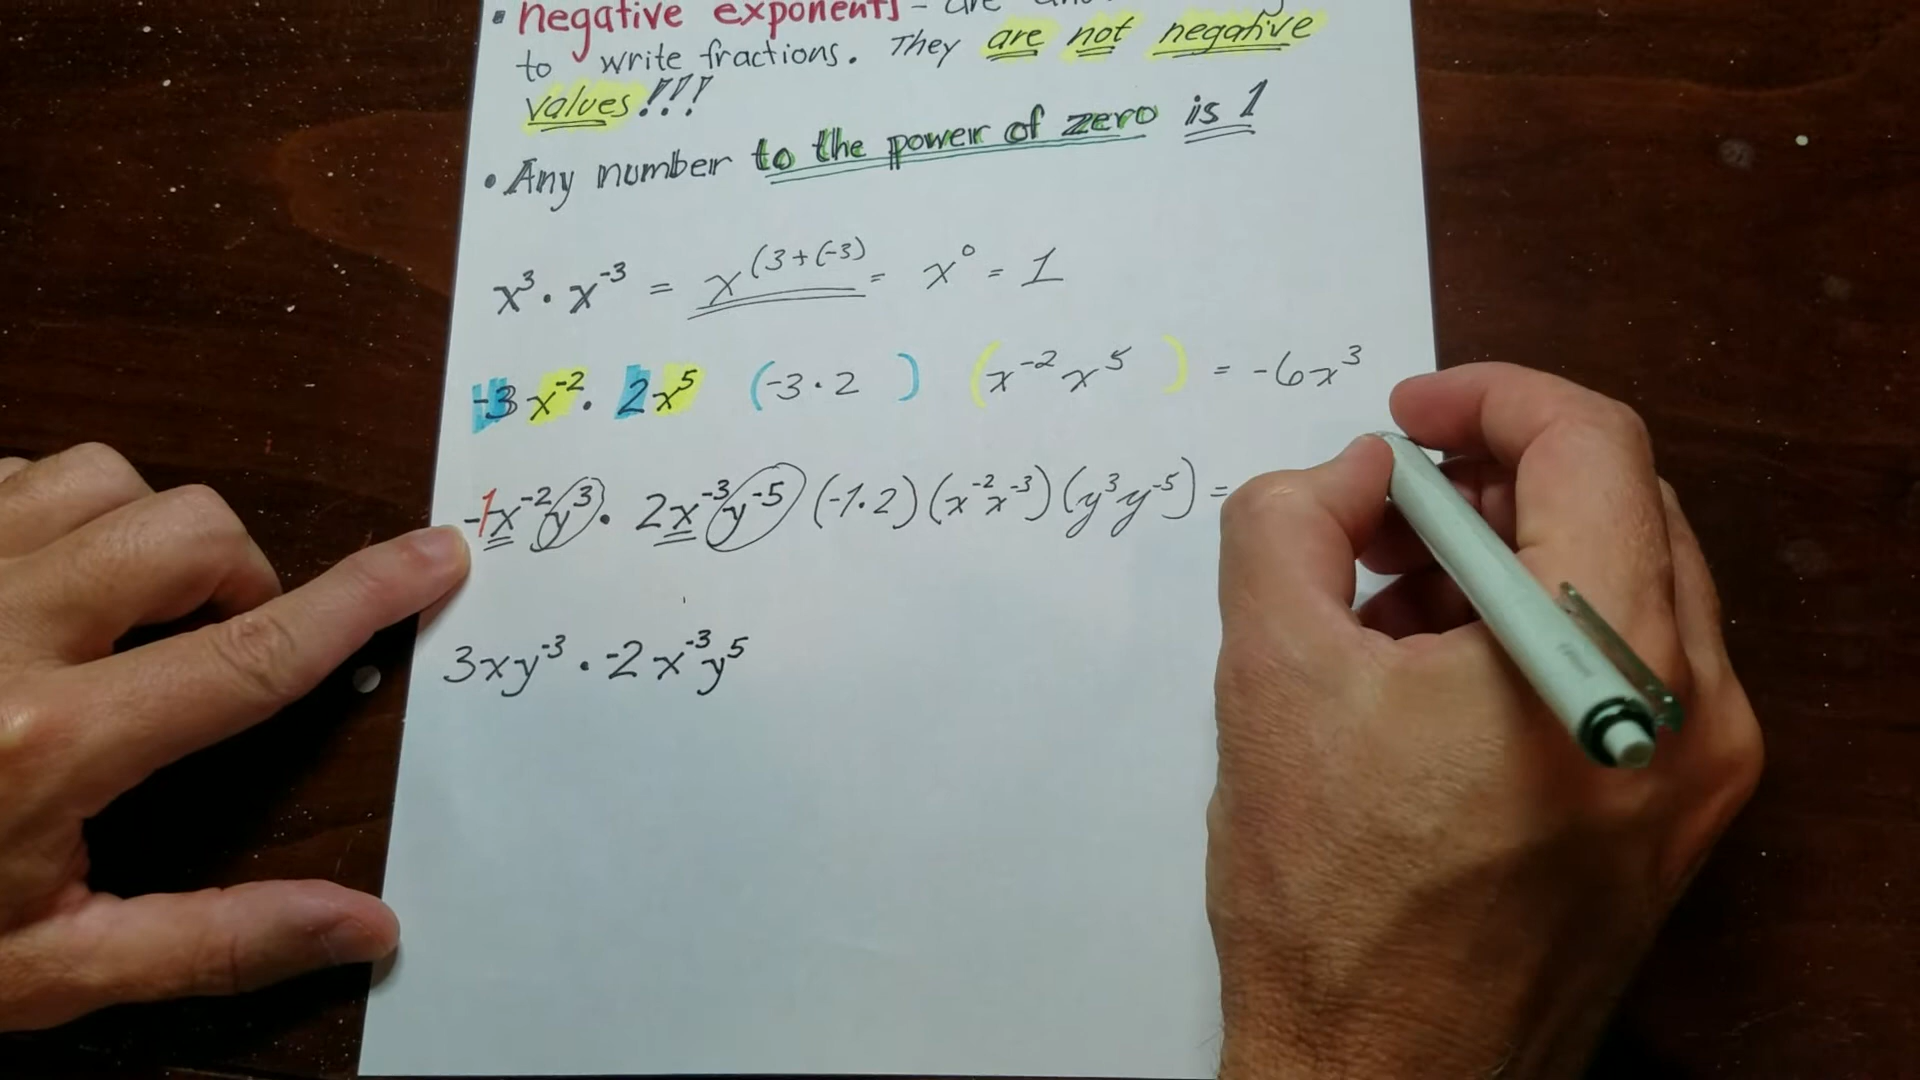 • negative exponents - are
to write fractions. They are not negative
values!!!
• Any number to the power of zero is 1
x³ · x⁻³ = x^(3+(-3) = x⁰ = 1
-3x⁻² · 2x⁵ (-3·2) (x⁻²x⁵) = -6x³
-1x⁻²y³ · 2x⁻³y⁻⁵ (-1·2)(x⁻²x⁻³)(y³y⁻⁵) =
3xy⁻³ · -2x⁻³y⁵